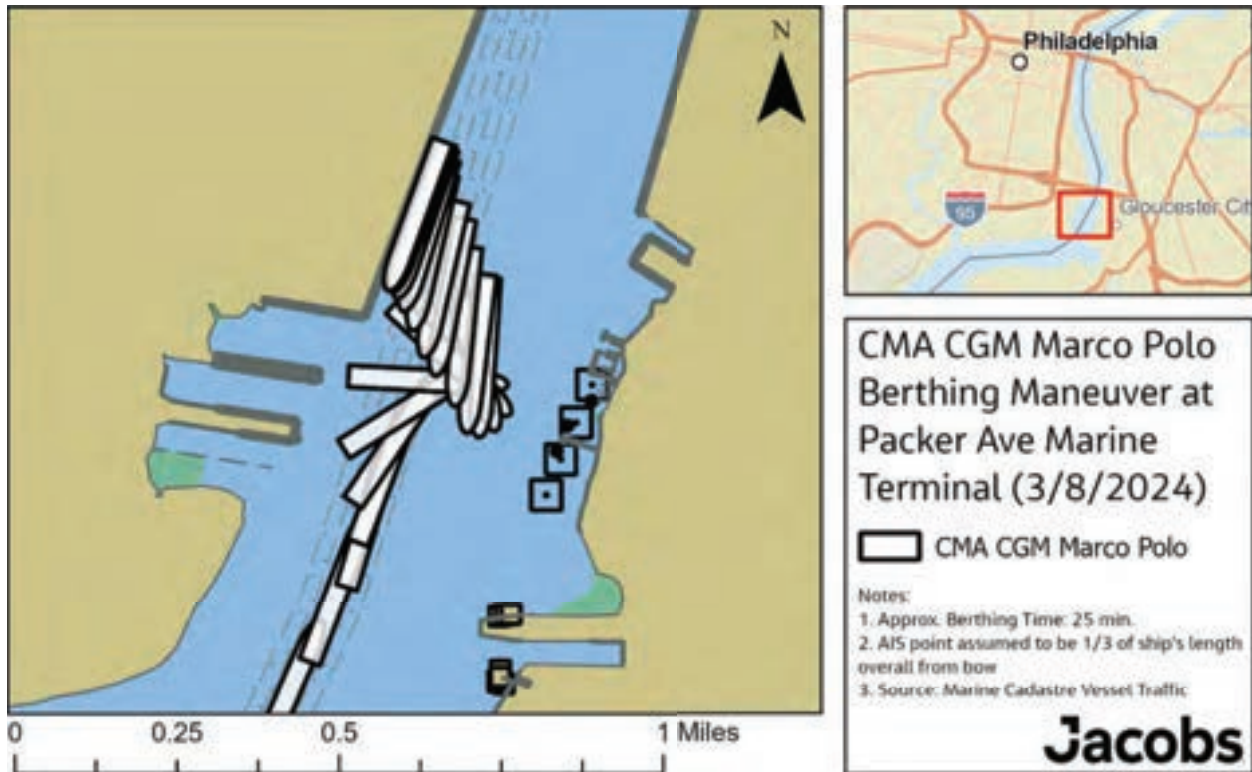 N
0
0.25
0.5
1 Miles
Philadelphia
95
Gloucester Cit
CMA CGM Marco Polo
Berthing Maneuver at
Packer Ave Marine
Terminal (3/8/2024)
CMA CGM Marco Polo
Notes:
1. Approx. Berthing Time: 25 min.
2. AIS point assumed to be 1/3 of ship's length
overall from bow
3. Source: Marine Cadastre Vessel Traffic
Jacobs